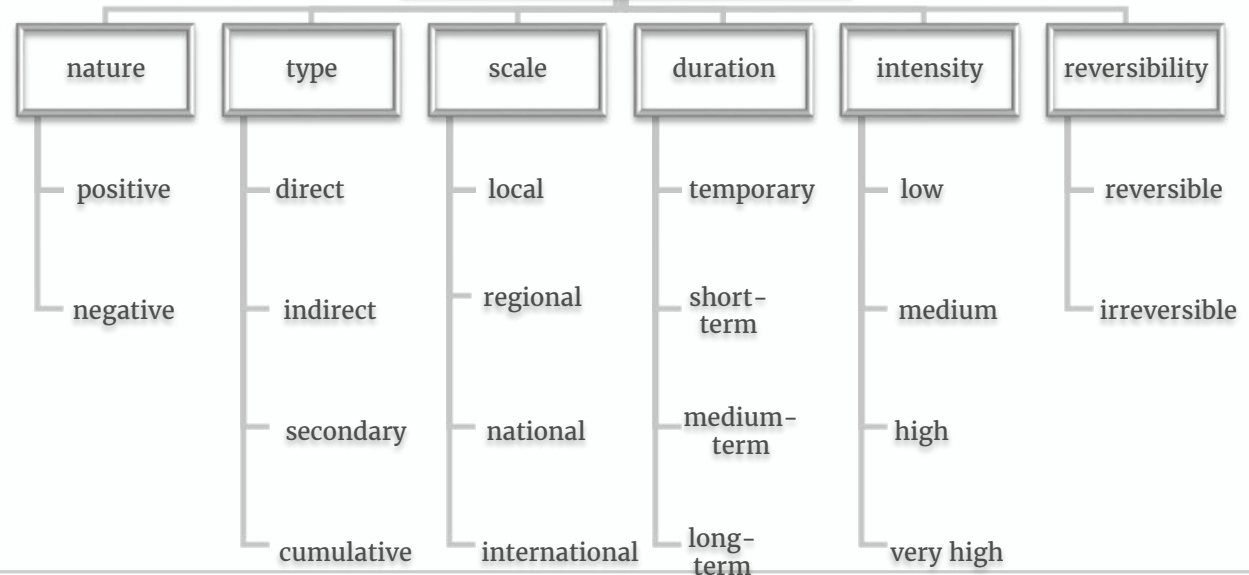 nature
positive
negative
type
direct
indirect
secondary
cumulative
scale
local
regional
national
international
duration
temporary
short-
term
medium-
term
long-
term
intensity
low
medium
high
very high
reversibility
reversible
irreversible